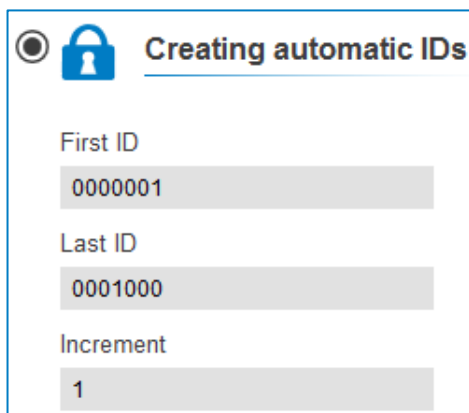 Creating automatic IDs
First ID
0000001
Last ID
0001000
Increment
1